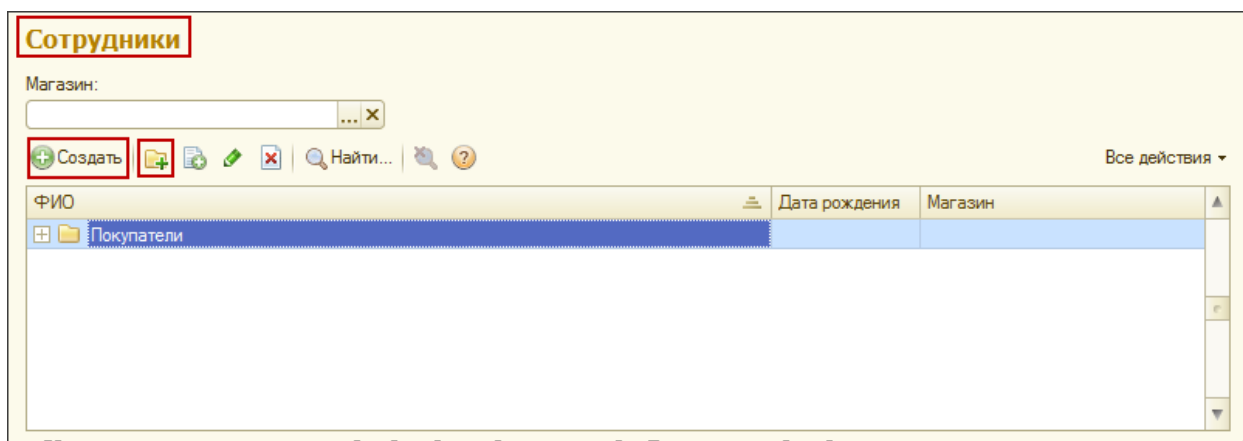 Сотрудники
Магазин:
...
Создать Найти... Все действия
ФИО Дата рождения Магазин
Покупатели